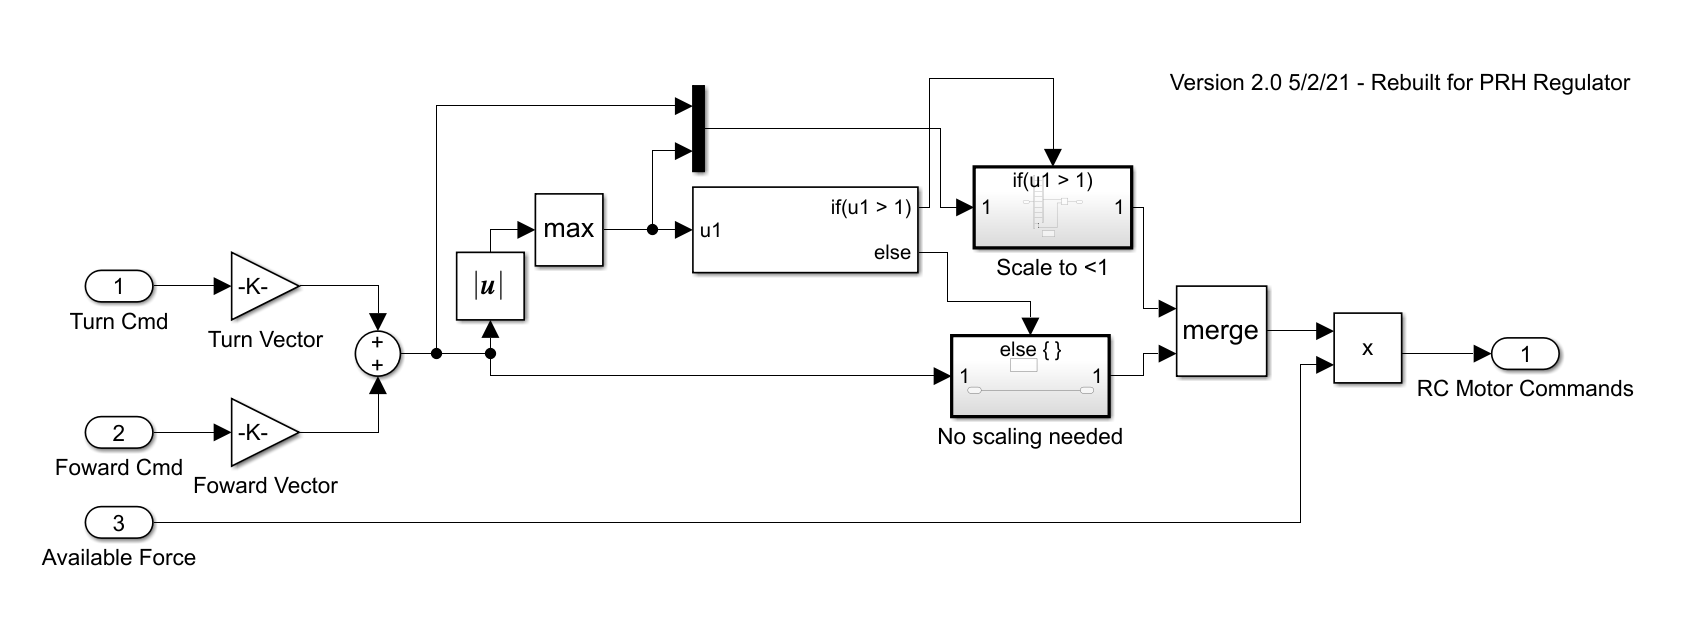 Version 2.0 5/2/21 - Rebuilt for PRH Regulator
if(u1 > 1)
1
1
Scale to <1
max
if(u1 > 1)
u1
else
|u|
1
Turn Cmd
-K-
Turn Vector
+
+
else { }
1
1
No scaling needed
merge
x
1
RC Motor Commands
2
Foward Cmd
-K-
Foward Vector
3
Available Force